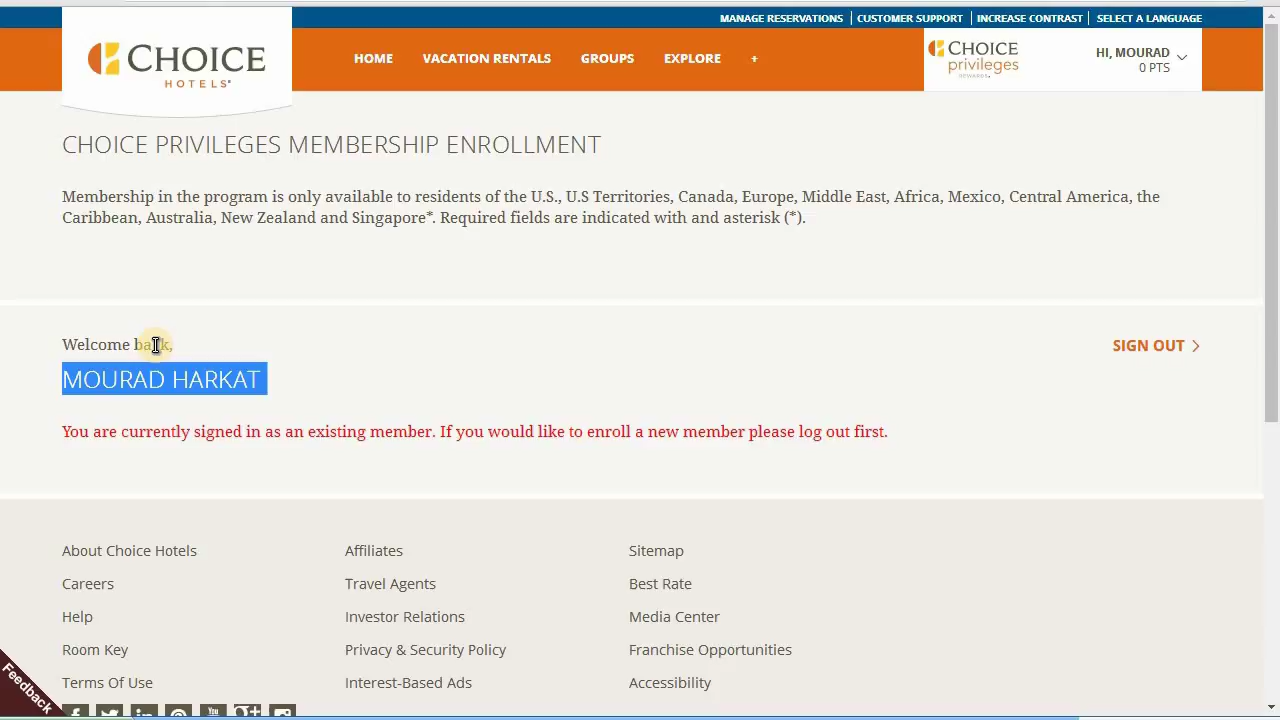 MANAGE RESERVATIONS CUSTOMER SUPPORT INCREASE CONTRAST SELECT A LANGUAGE
CHOICE
HOTELS
HOME VACATION RENTALS GROUPS EXPLORE +
CHOICE
privileges
REWARDS
HI, MOURAD
0 PTS
CHOICE PRIVILEGES MEMBERSHIP ENROLLMENT
Membership in the program is only available to residents of the U.S., U.S Territories, Canada, Europe, Middle East, Africa, Mexico, Central America, the
Caribbean, Australia, New Zealand and Singapore*. Required fields are indicated with and asterisk (*).
Welcome back,
SIGN OUT
MOURAD HARKAT
You are currently signed in as an existing member. If you would like to enroll a new member please log out first.
About Choice Hotels Affiliates Sitemap
Careers Travel Agents Best Rate
Help Investor Relations Media Center
Room Key Privacy & Security Policy Franchise Opportunities
Terms Of Use Interest-Based Ads Accessibility
Feedback